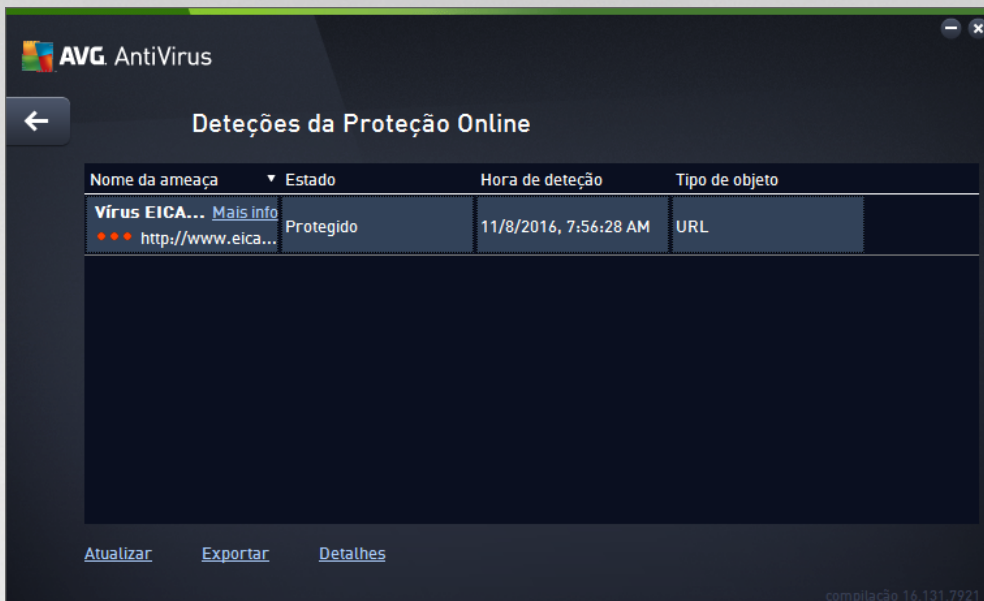 AVG AntiVirus
Deteções da Proteção Online
Nome da ameaça ▼ Estado Hora de deteção Tipo de objeto
Vírus EICA... Mais info Protegido 11/8/2016, 7:56:28 AM URL
http://www.eica...
Atualizar Exportar Detalhes
compilação 16.131.7921